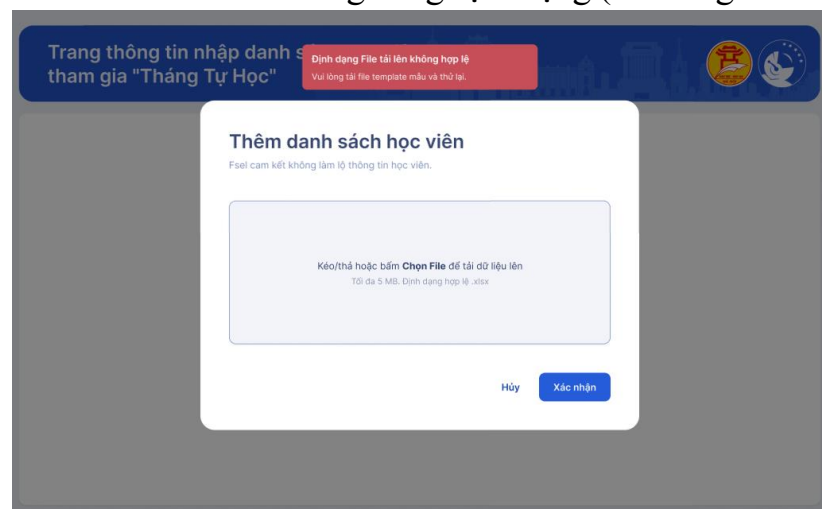 Trang thông tin nhập danh
tham gia "Tháng Tự Học"
Định dạng File tải lên không hợp lệ
Vui lòng tải file template mẫu và thử lại.
Thêm danh sách học viên
Fsel cam kết không làm lộ thông tin học viên.
Kéo/thả hoặc bấm Chọn File để tải dữ liệu lên
Tối đa 5 MB. Định dạng hợp lệ .xlsx
Hủy
Xác nhận